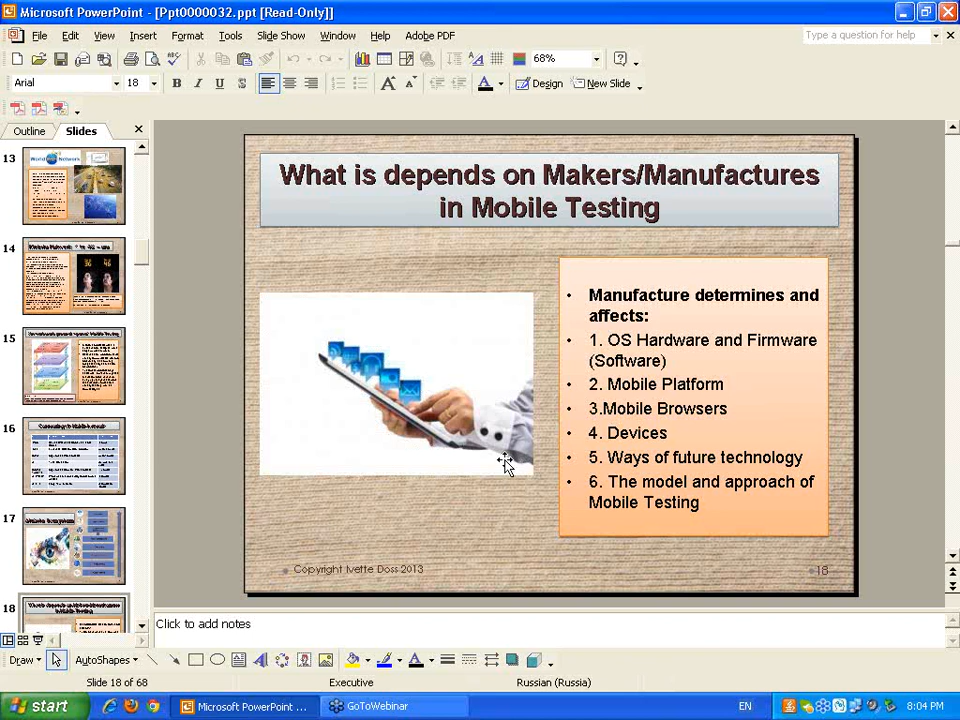 Microsoft PowerPoint - [Ppt0000032.ppt [Read-Only]]
File Edit View Insert Format Tools Slide Show Window Help Adobe PDF
Type a question for help
68%
Arial 18 B I U S Design New Slide
Outline Slides
13
14
15
16
17
18
What is depends on Makers/Manufactures
in Mobile Testing
• Manufacture determines and
affects:
• 1. OS Hardware and Firmware
(Software)
• 2. Mobile Platform
• 3.Mobile Browsers
• 4. Devices
• 5. Ways of future technology
• 6. The model and approach of
Mobile Testing
Copyright Ivette Doss 2013
18
Click to add notes
Draw AutoShapes
Slide 18 of 68 Executive Russian (Russia)
start Microsoft PowerPoint ... GoToWebinar EN 8:04 PM